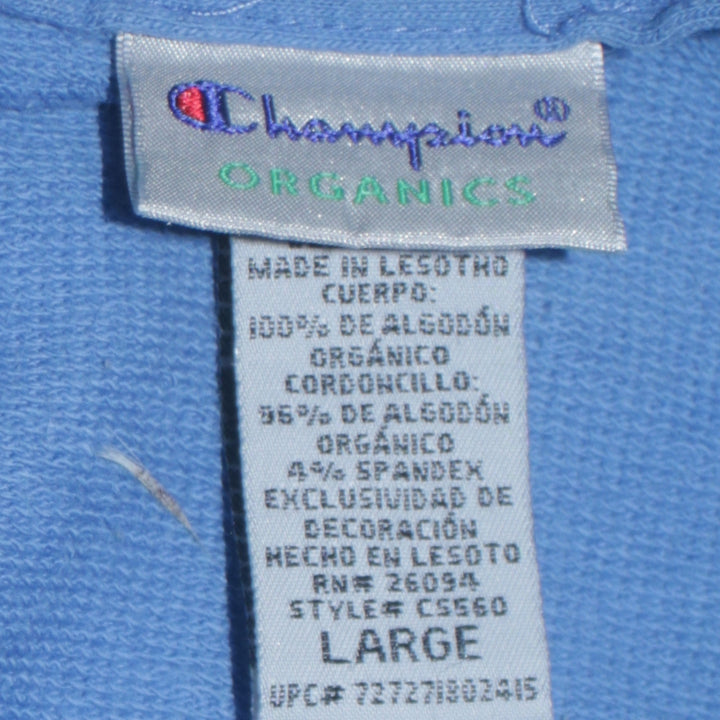 Champion®
ORGANICS
MADE IN LESOTHO
CUERPO:
100% DE ALGODÓN
ORGÁNICO
CORDONCILLO:
96% DE ALGODÓN
ORGÁNICO
4% SPANDEX
EXCLUSIVIDAD DE
DECORACIÓN
HECHO EN LESOTO
RN# 26094
STYLE# CS560
LARGE
UPC# 727271802415